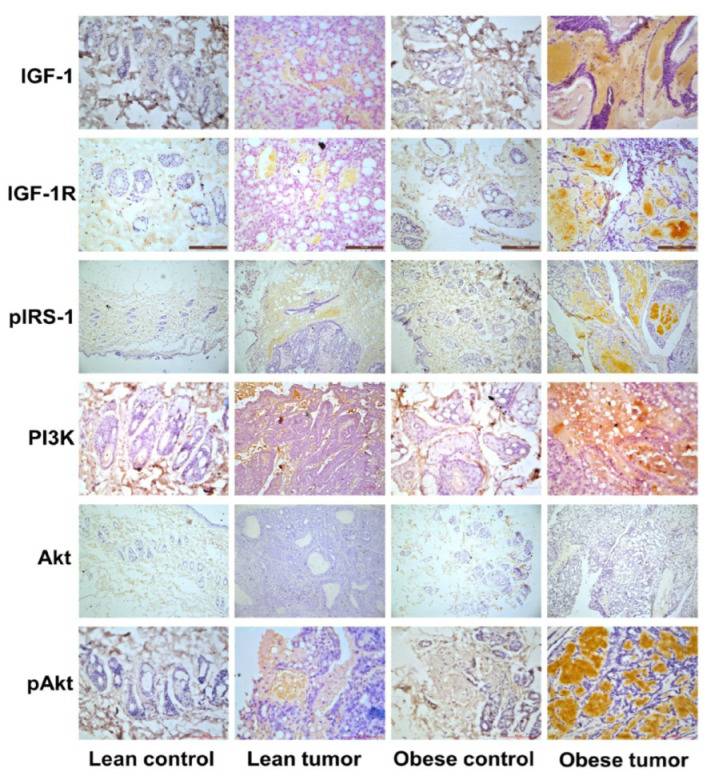 IGF-1
IGF-1R
pIRS-1
PI3K
Akt
pAkt
Lean control Lean tumor Obese control Obese tumor